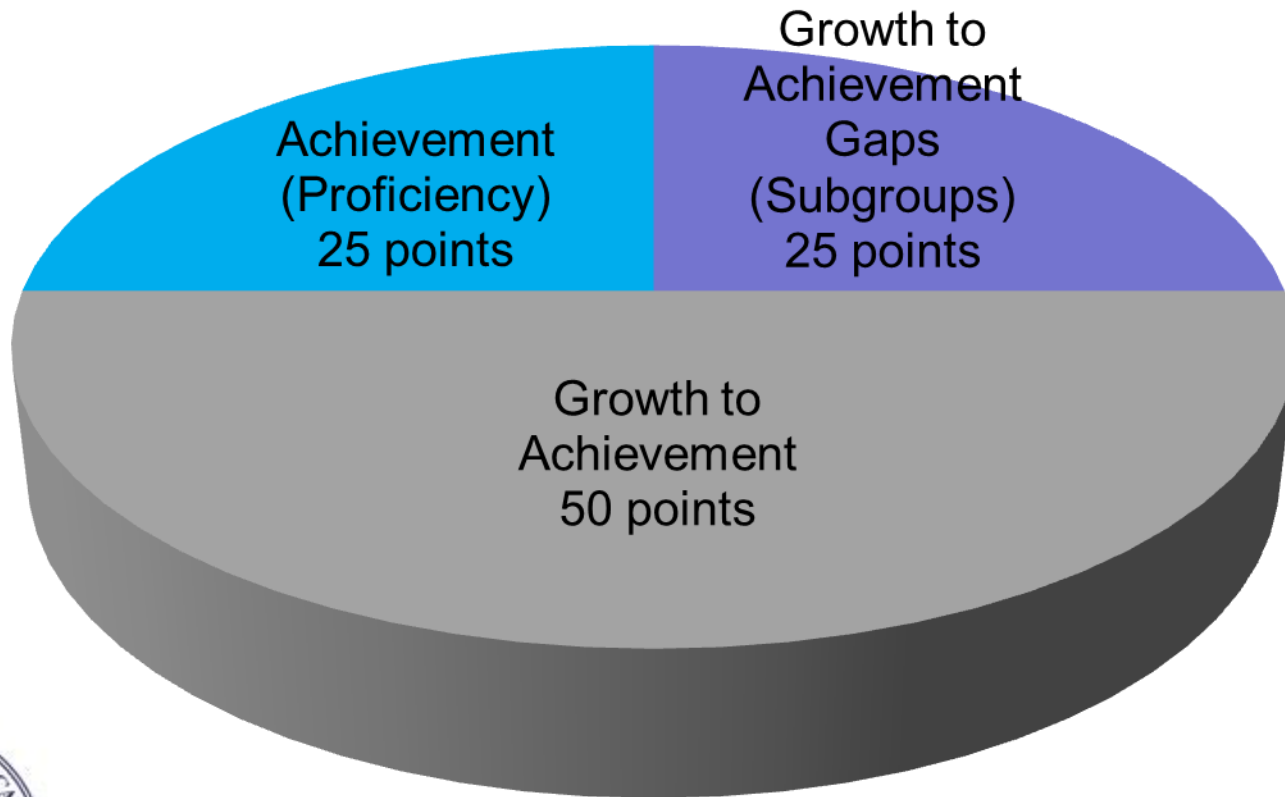 Achievement
(Proficiency)
25 points
Growth to
Achievement
Gaps
(Subgroups)
25 points
Growth to
Achievement
50 points